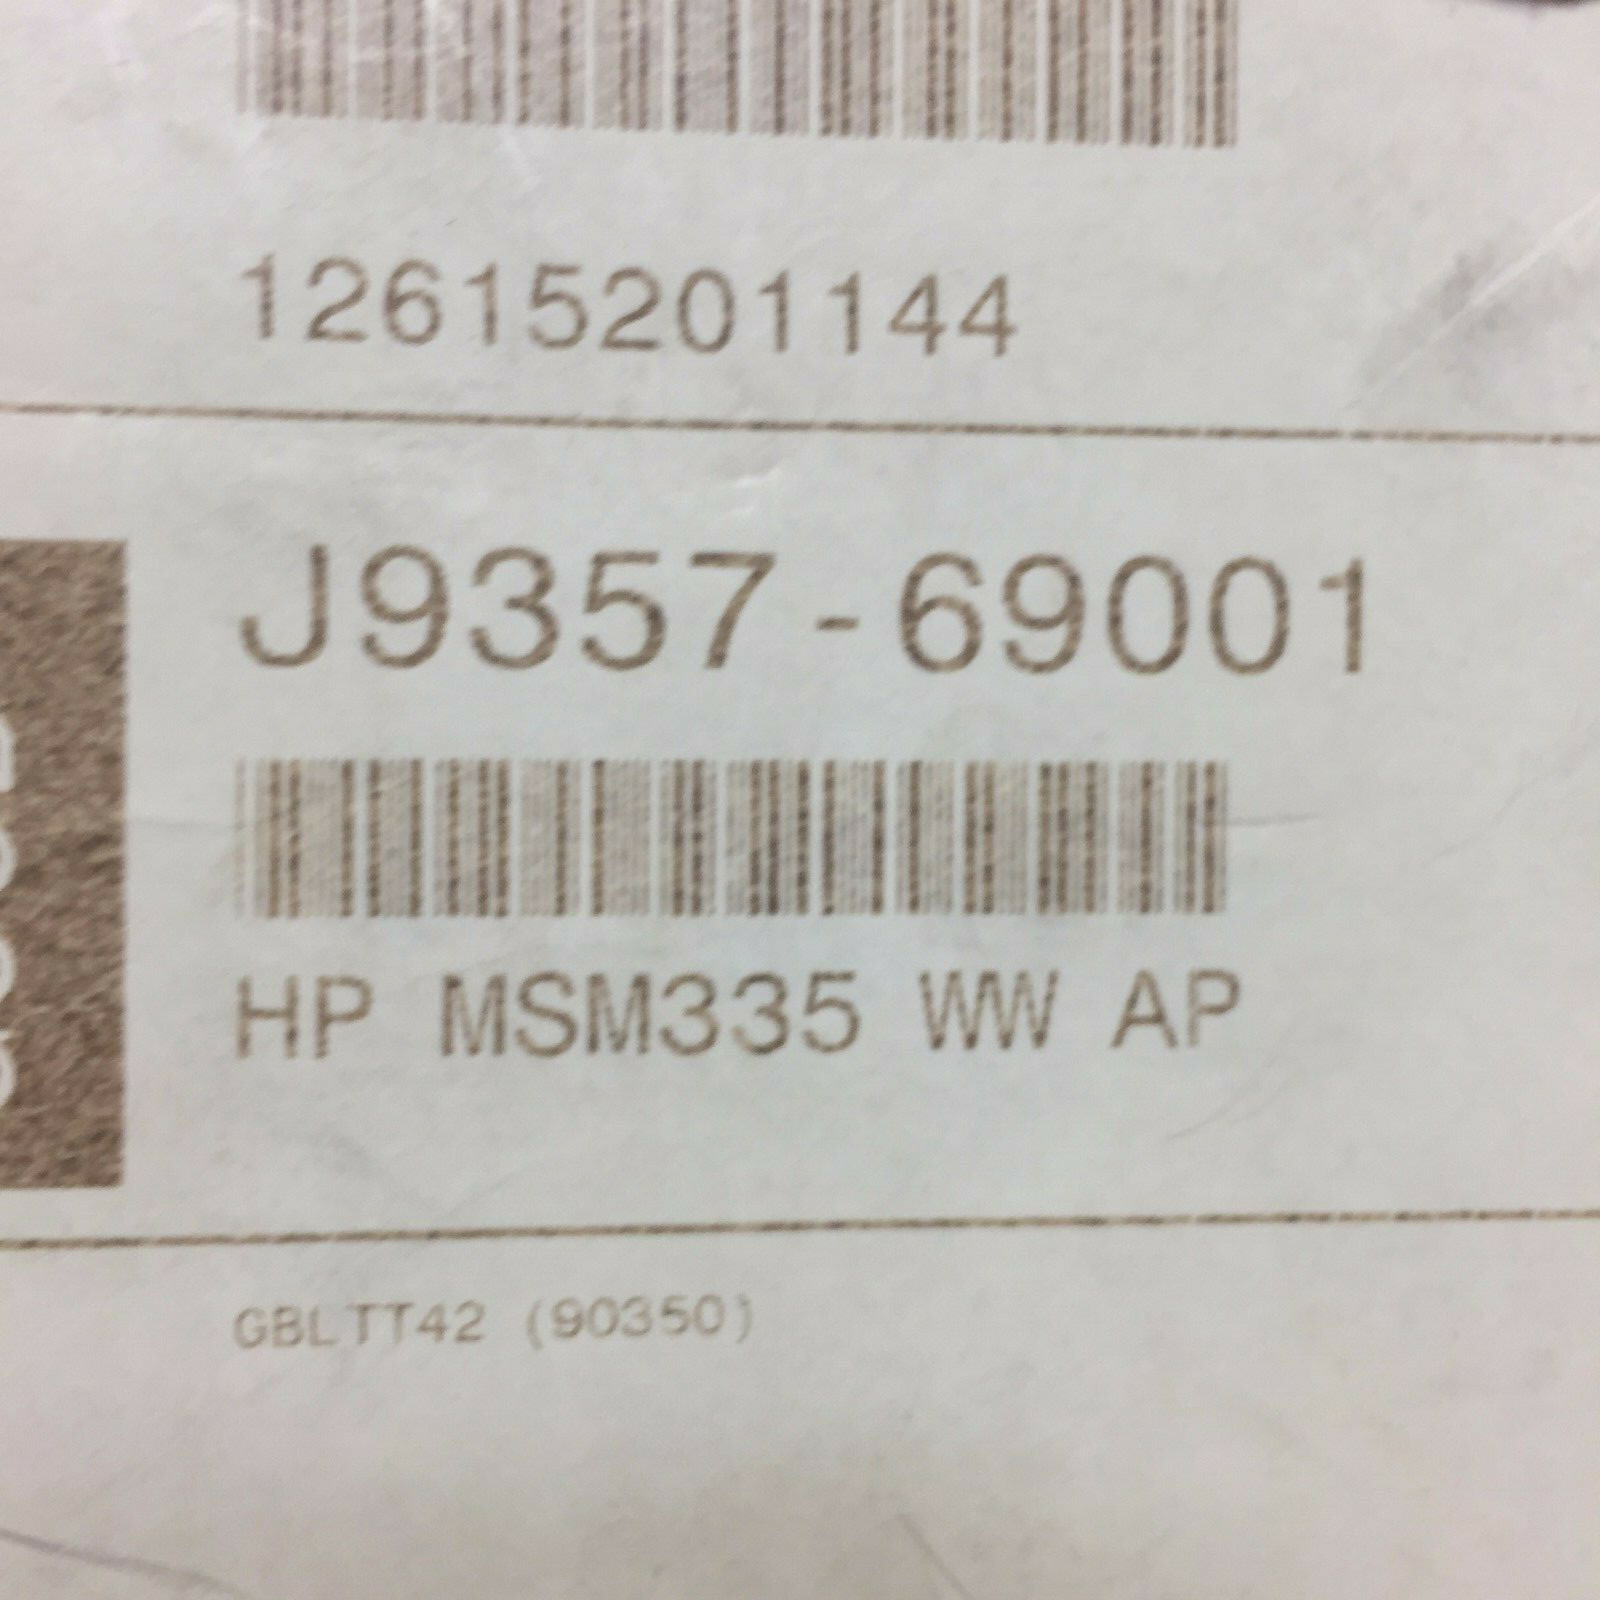 12615201144
J9357-69001
HP MSM335 WW AP
GBLTT42 (90350)